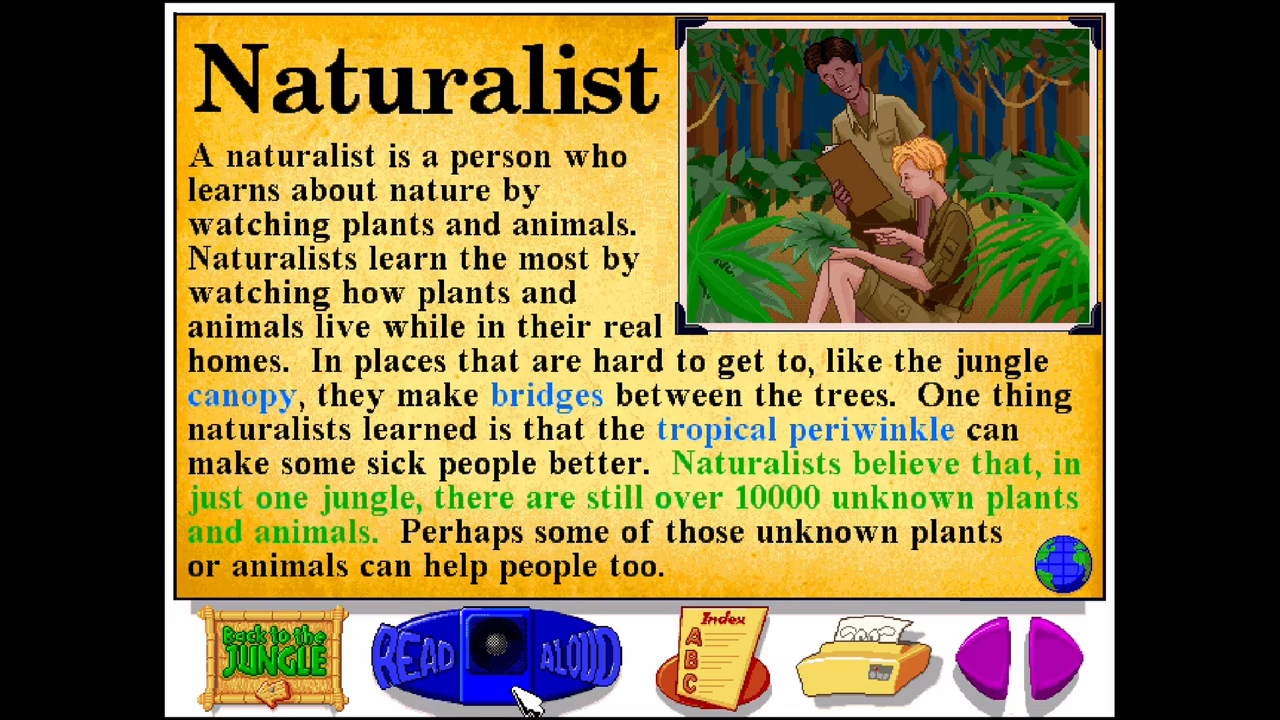 Naturalist
A naturalist is a person who
learns about nature by
watching plants and animals.
Naturalists learn the most by
watching how plants and
animals live while in their real
homes.  In places that are hard to get to, like the jungle
canopy, they make bridges between the trees.  One thing
naturalists learned is that the tropical periwinkle can
make some sick people better.  Naturalists believe that, in
just one jungle, there are still over 10000 unknown plants
and animals.  Perhaps some of those unknown plants
or animals can help people too.
Back to the
JUNGLE
READ ALOUD
Index
A
B
C